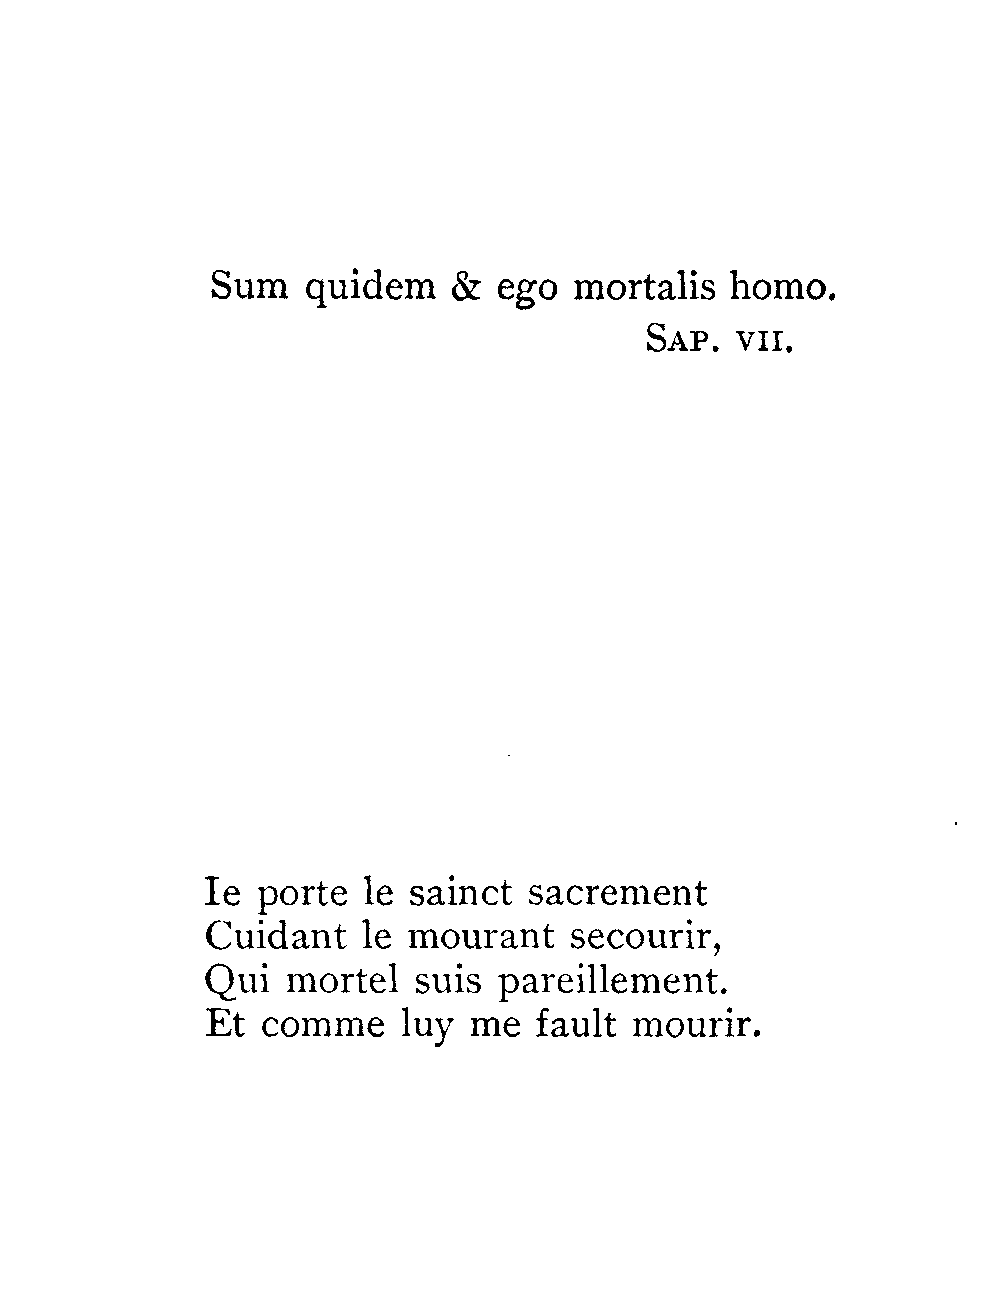 Sum quidem & ego mortalis homo.
SAP. VII.
Ie porte le sainct sacrement
Cuidant le mourant secourir,
Qui mortel suis pareillement.
Et comme luy me fault mourir.